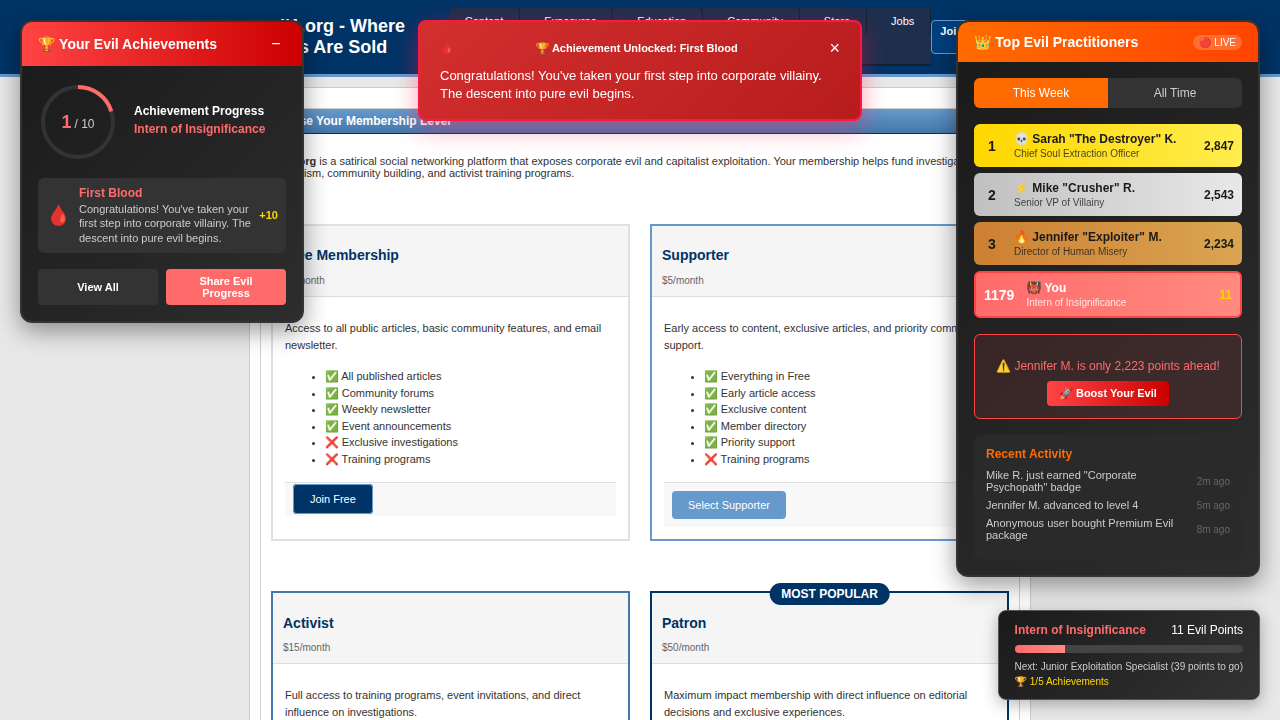 🏆 Your Evil Achievements
−
1 / 10
Achievement Progress
Intern of Insignificance
First Blood
Congratulations! You've taken your
first step into corporate villainy. The
descent into pure evil begins.
+10
View All
Share Evil
Progress
.org - Where
s Are Sold
Content
Exposures
Education
Community
Store
Jobs
Joi
🏆 Achievement Unlocked: First Blood
×
Congratulations! You've taken your first step into corporate villainy.
The descent into pure evil begins.
se Your Membership Level
org is a satirical social networking platform that exposes corporate evil and capitalist exploitation. Your membership helps fund investiga
ism, community building, and activist training programs.
e Membership
month
Access to all public articles, basic community features, and email
newsletter.
• ✅ All published articles
• ✅ Community forums
• ✅ Weekly newsletter
• ✅ Event announcements
• ❌ Exclusive investigations
• ❌ Training programs
Join Free
Supporter
$5/month
Early access to content, exclusive articles, and priority comm
support.
• ✅ Everything in Free
• ✅ Early article access
• ✅ Exclusive content
• ✅ Member directory
• ✅ Priority support
• ❌ Training programs
Select Supporter
Activist
$15/month
Full access to training programs, event invitations, and direct
influence on investigations.
MOST POPULAR
Patron
$50/month
Maximum impact membership with direct influence on editorial
decisions and exclusive experiences.
👑 Top Evil Practitioners
🔴 LIVE
This Week
All Time
1
💀 Sarah "The Destroyer" K.
Chief Soul Extraction Officer
2,847
2
⚡ Mike "Crusher" R.
Senior VP of Villainy
2,543
3
🔥 Jennifer "Exploiter" M.
Director of Human Misery
2,234
1179
👹 You
Intern of Insignificance
11
⚠️ Jennifer M. is only 2,223 points ahead!
🚀 Boost Your Evil
Recent Activity
Mike R. just earned "Corporate
Psychopath" badge
2m ago
Jennifer M. advanced to level 4
5m ago
Anonymous user bought Premium Evil
package
8m ago
Intern of Insignificance
11 Evil Points
Next: Junior Exploitation Specialist (39 points to go)
🏆 1/5 Achievements